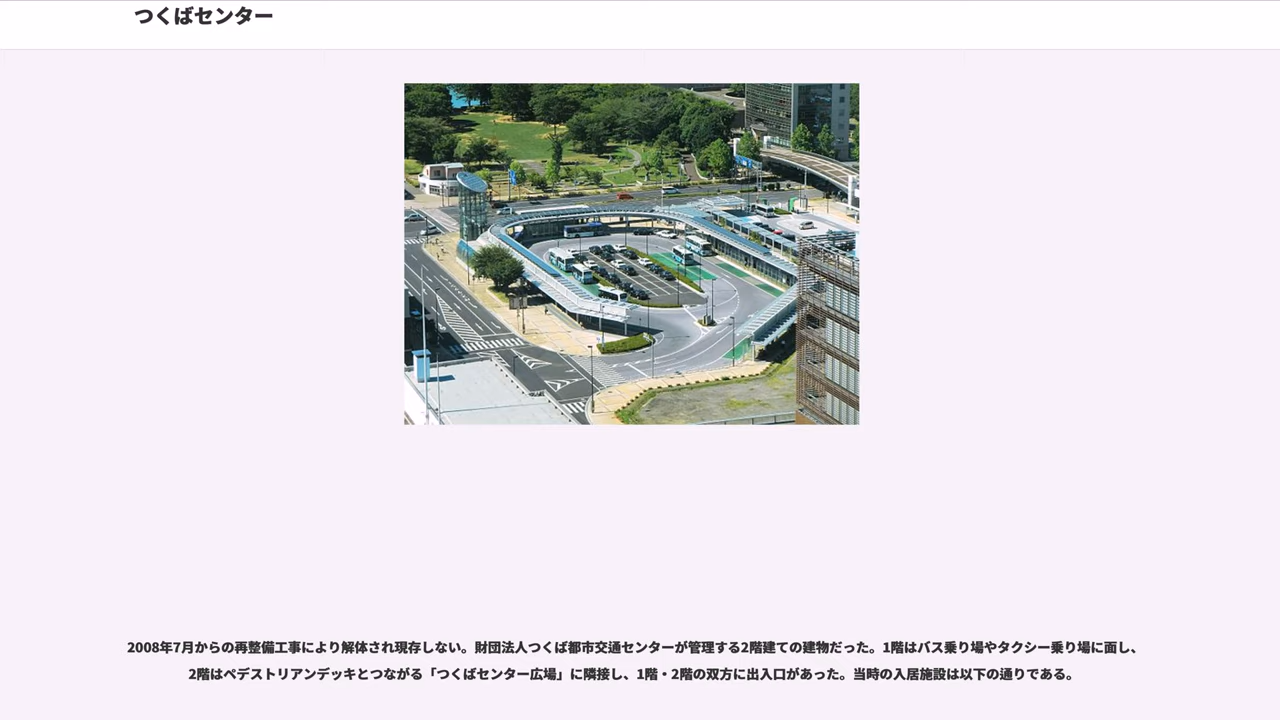 つくばセンター
2008年7月からの再整備工事により解体され現存しない。財団法人つくば都市交通センターが管理する2階建ての建物だった。1階はバス乗り場やタクシー乗り場に面し、
2階はペデストリアンデッキとつながる「つくばセンター広場」に隣接し、1階・2階の双方に出入口があった。当時の入居施設は以下の通りである。